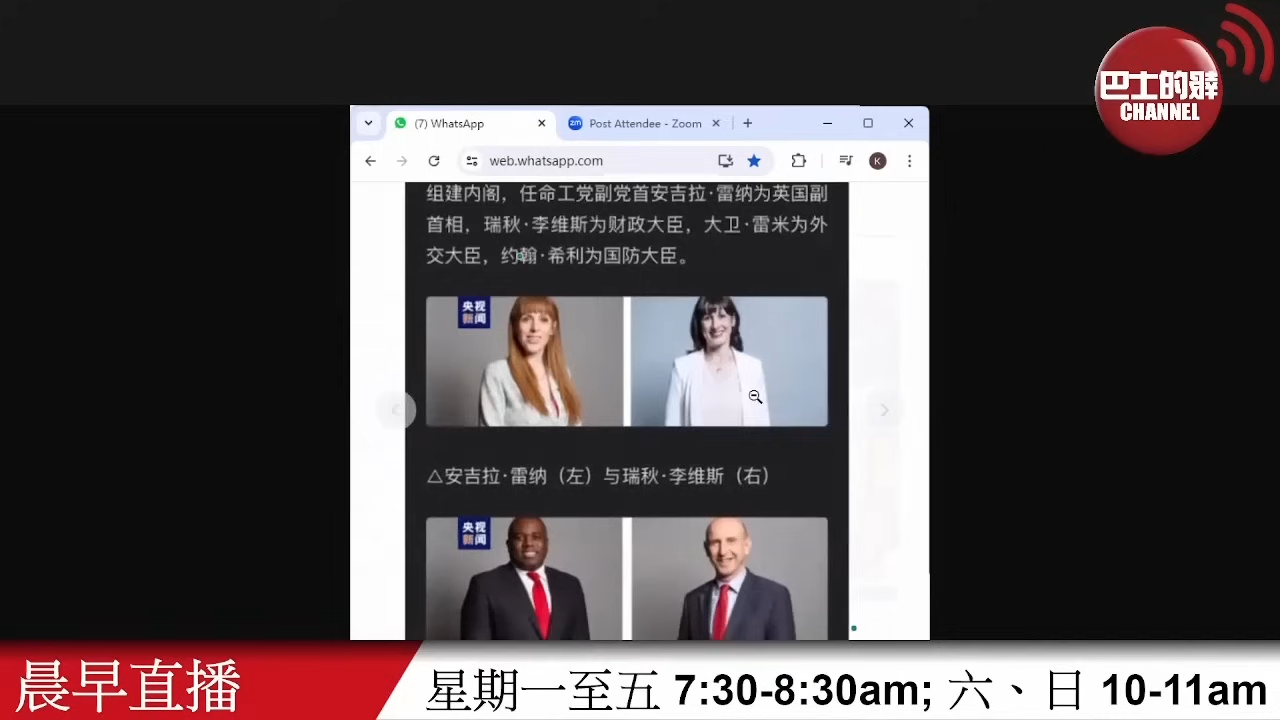 巴士的報
CHANNEL
(7) WhatsApp
zm
Post Attendee - Zoom
web.whatsapp.com
K
组建内阁，任命工党副党首安吉拉·雷纳为英国副
首相，瑞秋·李维斯为财政大臣，大卫·雷米为外
交大臣，约翰·希利为国防大臣。
央视
新闻
△安吉拉·雷纳（左）与瑞秋·李维斯（右）
央视
新闻
晨早直播
星期一至五 7:30-8:30am; 六、日 10-11am